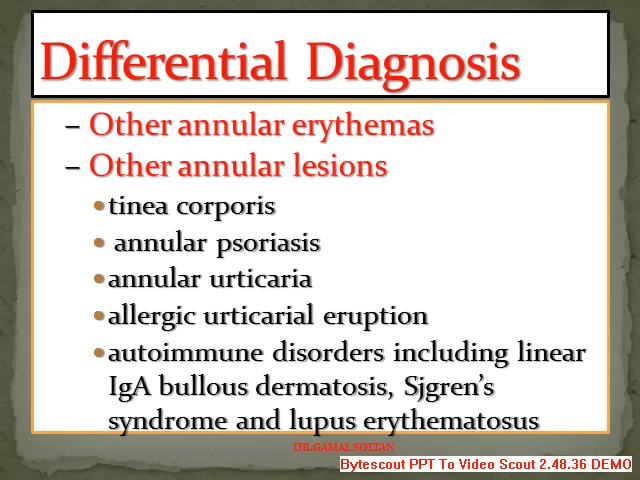 Differential Diagnosis
– Other annular erythemas
– Other annular lesions
• tinea corporis
• annular psoriasis
• annular urticaria
• allergic urticarial eruption
• autoimmune disorders including linear
IgA bullous dermatosis, Sjgren’s
syndrome and lupus erythematosus
DR.GAMAL SOLTAN
Bytescout PPT To Video Scout 2.48.36 DEMO